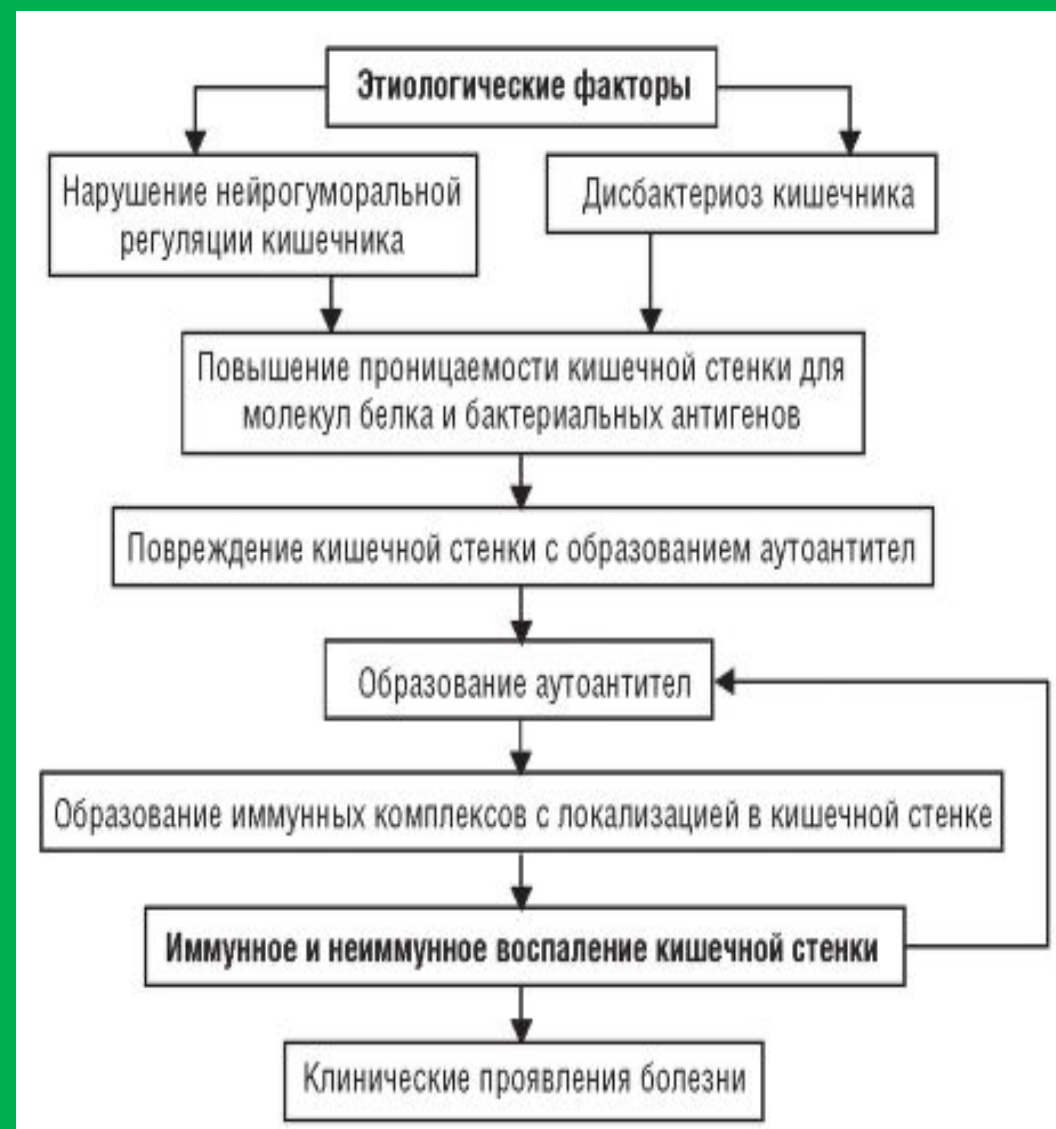 Этиологические факторы
Нарушение нейрогуморальной
регуляции кишечника
Дисбактериоз кишечника
Повышение проницаемости кишечной стенки для
молекул белка и бактериальных антигенов
Повреждение кишечной стенки с образованием аутоантител
Образование аутоантител
Образование иммунных комплексов с локализацией в кишечной стенке
Иммунное и неиммунное воспаление кишечной стенки
Клинические проявления болезни